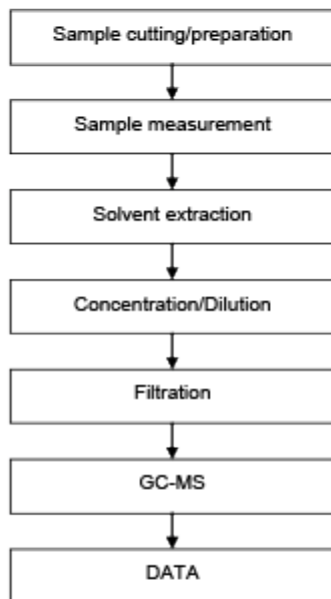 Sample cutting/preparation
Sample measurement
Solvent extraction
Concentration/Dilution
Filtration
GC-MS
DATA